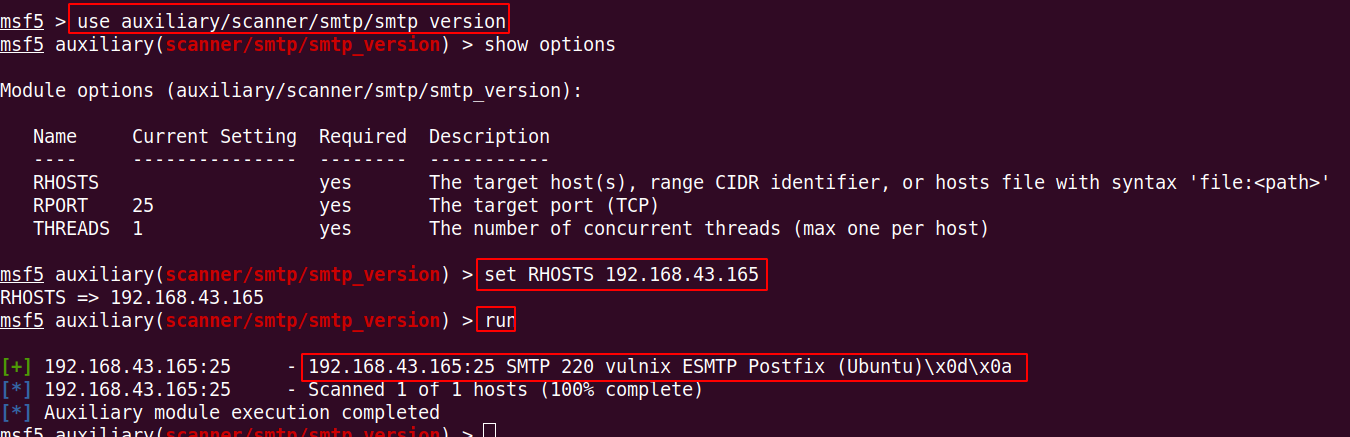 msf5 > use auxiliary/scanner/smtp/smtp_version
msf5 auxiliary(scanner/smtp/smtp_version) > show options
Module options (auxiliary/scanner/smtp/smtp_version):
Name Current Setting Required Description
---- --------------- -------- -----------
RHOSTS yes The target host(s), range CIDR identifier, or hosts file with syntax 'file:<path>'
RPORT 25 yes The target port (TCP)
THREADS 1 yes The number of concurrent threads (max one per host)
msf5 auxiliary(scanner/smtp/smtp_version) > set RHOSTS 192.168.43.165
RHOSTS => 192.168.43.165
msf5 auxiliary(scanner/smtp/smtp_version) > run
[+] 192.168.43.165:25 - 192.168.43.165:25 SMTP 220 vulnix ESMTP Postfix (Ubuntu)\x0d\x0a
[*] 192.168.43.165:25 - Scanned 1 of 1 hosts (100% complete)
[*] Auxiliary module execution completed
msf5 auxiliary(scanner/smtp/smtp_version) >